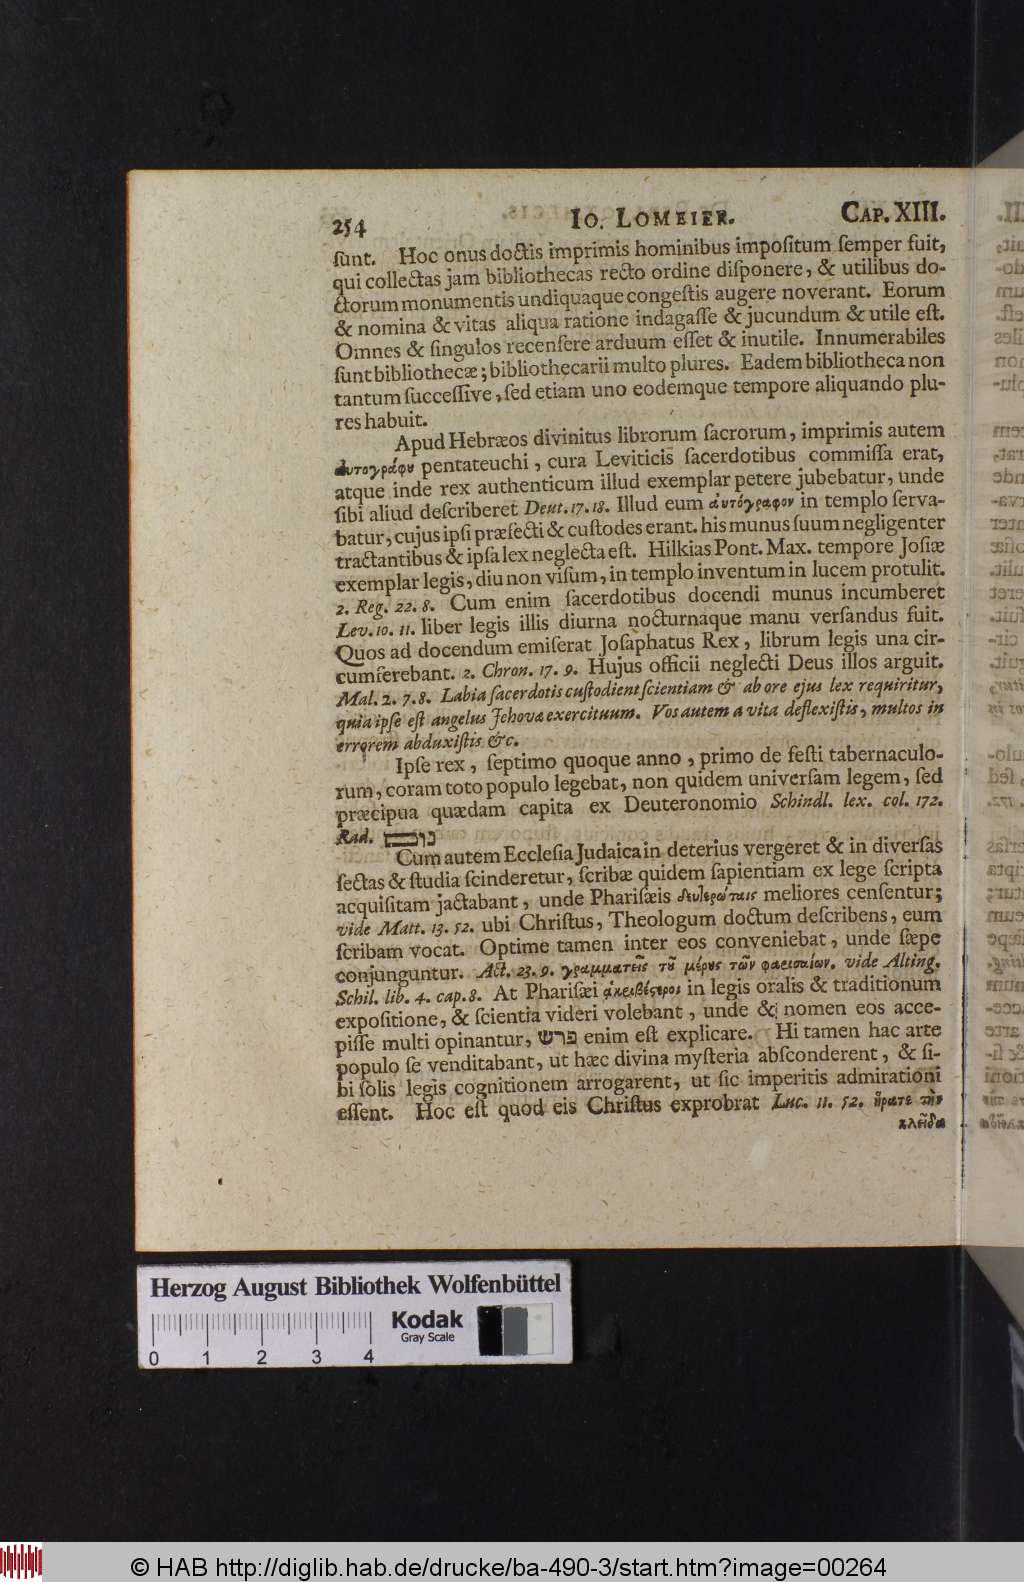 254 IO. LOMEIER. CAP. XIII.
ſunt. Hoc onus doctis imprimis hominibus impoſitum ſemper fuit,
qui collectas jam bibliothecas recto ordine diſponere, & utilibus do-
ctorum monumentis undiquaque congeſtis augere noverant. Eorum
& nomina & vitas aliqua ratione indagaſſe & jucundum & utile eſt.
Omnes & ſingulos recenſere arduum eſſet & inutile. Innumerabiles
ſunt bibliothecæ; bibliothecarii multo plures. Eadem bibliotheca non
tantum ſucceſſive, ſed etiam uno eodemque tempore aliquando plu-
res habuit.
Apud Hebræos divinitus librorum ſacrorum, imprimis autem
ἀυτογράφȣ pentateuchi, cura Leviticis ſacerdotibus commiſſa erat,
atque inde rex authenticum illud exemplar petere jubebatur, unde
ſibi aliud deſcriberet Deut. 17. 18. Illud eum ἀυτόγραφον in templo ſerva-
batur, cujus ipſi præfecti & cuſtodes erant. his munus ſuum negligenter
tractantibus & ipſa lex neglecta eſt. Hilkias Pont. Max. tempore Joſiæ
exemplar legis, diu non viſum, in templo inventum in lucem protulit.
2. Reg. 22. 8. Cum enim ſacerdotibus docendi munus incumberet
Lev. 10. 11. liber legis illis diurna nocturnaque manu verſandus fuit.
Quos ad docendum emiſerat Joſaphatus Rex, librum legis una cir-
cumferebant. 2. Chron. 17. 9. Hujus officii neglecti Deus illos arguit.
Mal. 2. 7. 8. Labia ſacerdotis cuſtodient ſcientiam & ab ore ejus lex requiritur,
quia ipſe eſt angelus Jehova exercituum. Vos autem a vita deflexiſtis, multos in
errorem abduxiſtis &c.
Ipſe rex, ſeptimo quoque anno, primo de feſti tabernaculo-
rum, coram toto populo legebat, non quidem univerſam legem, ſed
præcipua quædam capita ex Deuteronomio Schindl. lex. col. 172.
Rad.
Cum autem Eccleſia Judaica in deterius vergeret & in diverſas
ſectas & ſtudia ſcinderetur, ſcribæ quidem ſapientiam ex lege ſcripta
acquiſitam jactabant, unde Phariſæis δευτερώταις meliores cenſentur;
vide Matt. 13. 52. ubi Chriſtus, Theologum doctum deſcribens, eum
ſcribam vocat. Optime tamen inter eos conveniebat, unde ſæpe
conjunguntur. Act. 23. 9. γραμματεῖς τȣ͂ μέρȣς τῶν φαρισαίων. vide Alting.
Schil. lib. 4. cap. 8. At Phariſæi ἀκριβέςεροι in legis oralis & traditionum
expoſitione, & ſcientia videri volebant, unde & nomen eos acce-
piſſe multi opinantur, פרש enim eſt explicare. Hi tamen hac arte
populo ſe venditabant, ut hæc divina myſteria abſconderent, & ſi-
bi ſolis legis cognitionem arrogarent, ut ſic imperitis admirationi
eſſent. Hoc eſt quod eis Chriſtus exprobrat Luc. 11. 52. ἤρατε τὴν
κλεῖδα
Herzog August Bibliothek Wolfenbüttel
Kodak
Gray Scale
0 1 2 3 4
© HAB http://diglib.hab.de/drucke/ba-490-3/start.htm?image=00264